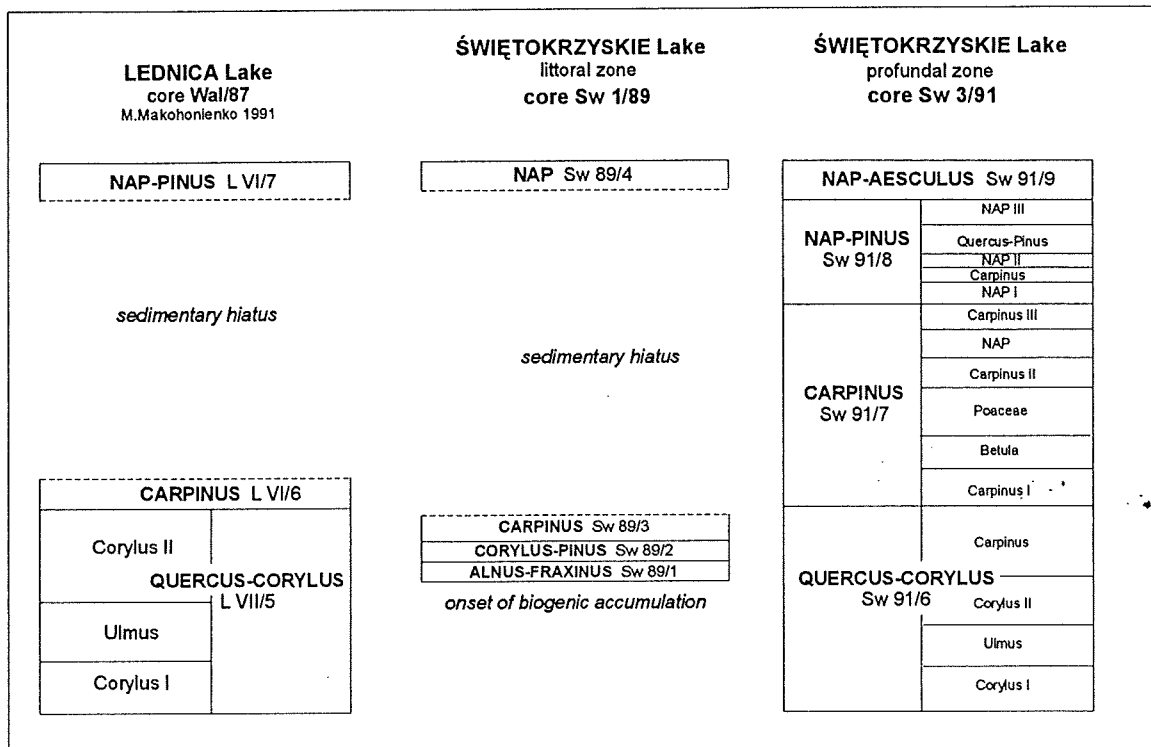 LEDNICA Lake
core Wal/87
M.Makohonienko 1991
NAP-PINUS L VI/7
sedimentary hiatus
CARPINUS L VI/6
Corylus II
QUERCUS-CORYLUS
L VII/5
Ulmus
Corylus I
ŚWIĘTOKRZYSKIE Lake
littoral zone
core Sw 1/89
NAP Sw 89/4
sedimentary hiatus
CARPINUS Sw 89/3
CORYLUS-PINUS Sw 89/2
ALNUS-FRAXINUS Sw 89/1
onset of biogenic accumulation
ŚWIĘTOKRZYSKIE Lake
profundal zone
core Sw 3/91
NAP-AESCULUS Sw 91/9
NAP-PINUS
Sw 91/8
NAP III
Quercus-Pinus
NAP II
Carpinus
NAP I
CARPINUS
Sw 91/7
Carpinus III
NAP
Carpinus II
Poaceae
Betula
Carpinus I
QUERCUS-CORYLUS
Sw 91/6
Carpinus
Corylus II
Ulmus
Corylus I